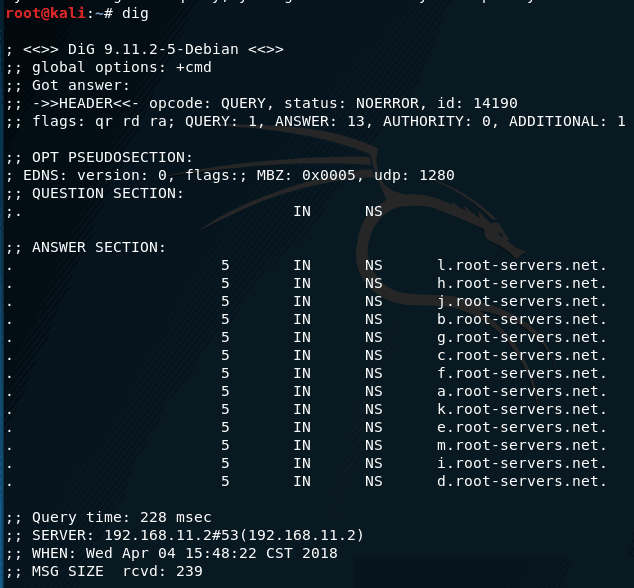 root@kali:~# dig
; <<>> DiG 9.11.2-5-Debian <<>>
;; global options: +cmd
;; Got answer:
;; ->>HEADER<<- opcode: QUERY, status: NOERROR, id: 14190
;; flags: qr rd ra; QUERY: 1, ANSWER: 13, AUTHORITY: 0, ADDITIONAL: 1
;; OPT PSEUDOSECTION:
; EDNS: version: 0, flags:; MBZ: 0x0005, udp: 1280
;; QUESTION SECTION:
;. IN NS
;; ANSWER SECTION:
. 5 IN NS l.root-servers.net.
. 5 IN NS h.root-servers.net.
. 5 IN NS j.root-servers.net.
. 5 IN NS b.root-servers.net.
. 5 IN NS g.root-servers.net.
. 5 IN NS c.root-servers.net.
. 5 IN NS f.root-servers.net.
. 5 IN NS a.root-servers.net.
. 5 IN NS k.root-servers.net.
. 5 IN NS e.root-servers.net.
. 5 IN NS m.root-servers.net.
. 5 IN NS i.root-servers.net.
. 5 IN NS d.root-servers.net.
;; Query time: 228 msec
;; SERVER: 192.168.11.2#53(192.168.11.2)
;; WHEN: Wed Apr 04 15:48:22 CST 2018
;; MSG SIZE  rcvd: 239